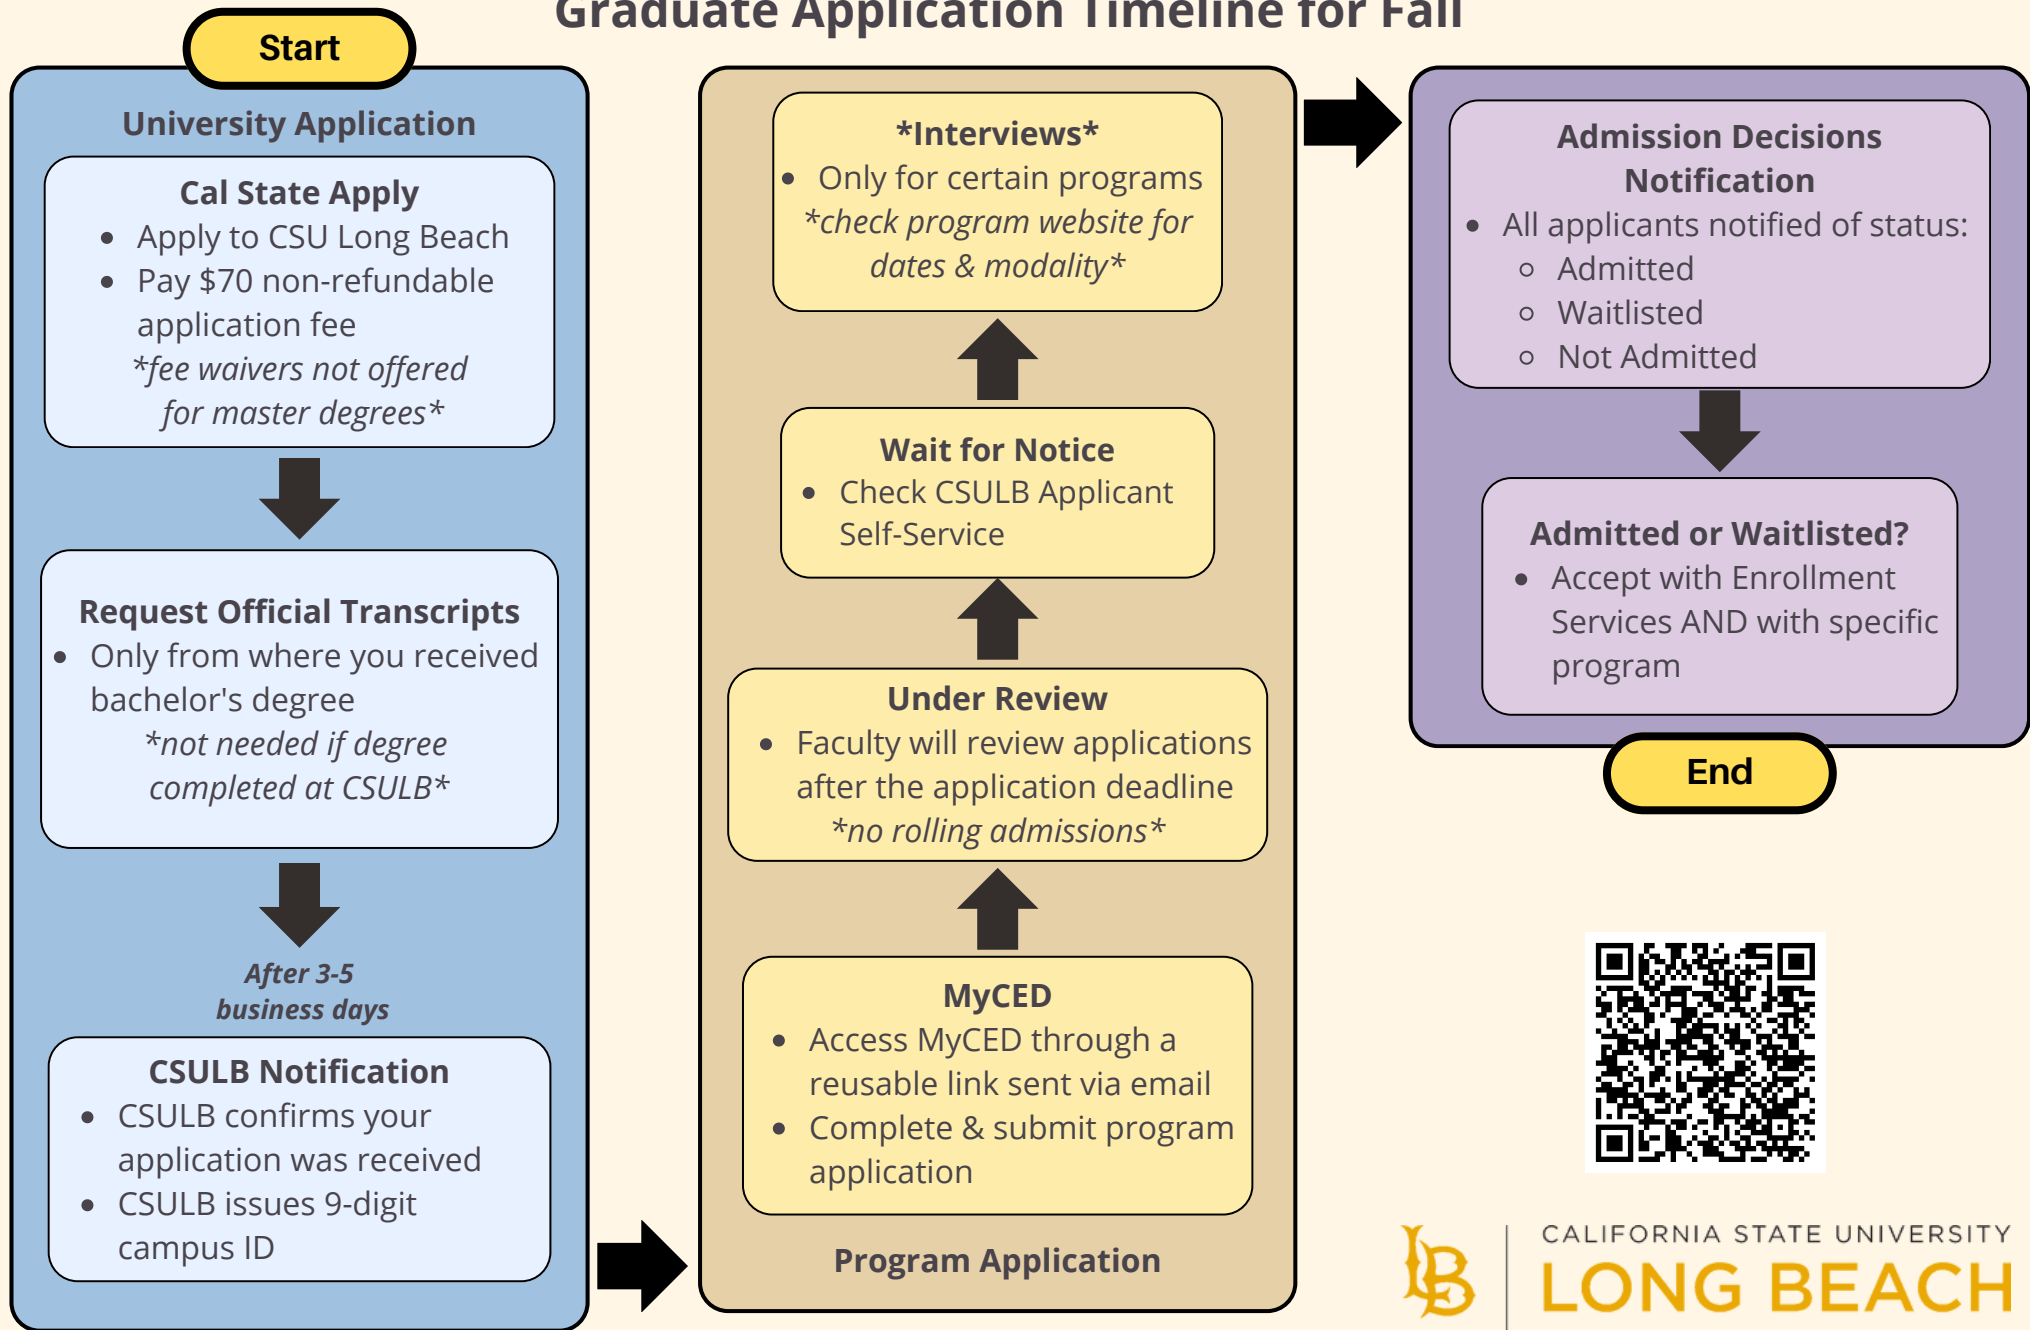 Graduate Application Timeline for Fall
Start
University Application
Cal State Apply
• Apply to CSU Long Beach
• Pay $70 non-refundable
application fee
*fee waivers not offered
for master degrees*
Request Official Transcripts
• Only from where you received
bachelor's degree
*not needed if degree
completed at CSULB*
After 3-5
business days
CSULB Notification
• CSULB confirms your
application was received
• CSULB issues 9-digit
campus ID
Program Application
MyCED
• Access MyCED through a
reusable link sent via email
• Complete & submit program
application
Under Review
• Faculty will review applications
after the application deadline
*no rolling admissions*
Wait for Notice
• Check CSULB Applicant
Self-Service
*Interviews*
• Only for certain programs
*check program website for
dates & modality*
Admission Decisions
Notification
• All applicants notified of status:
○ Admitted
○ Waitlisted
○ Not Admitted
Admitted or Waitlisted?
• Accept with Enrollment
Services AND with specific
program
End
LB
CALIFORNIA STATE UNIVERSITY
LONG BEACH